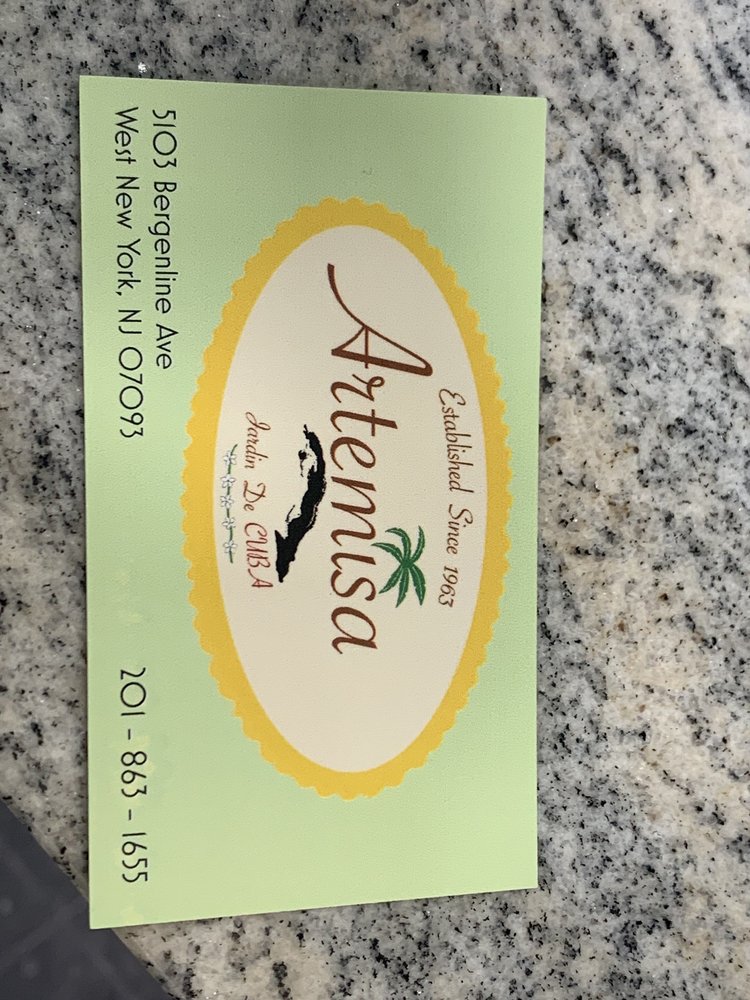 Established Since 1963
Artemisa
Jardin De CUBA
5103 Bergenline Ave
West New York, NJ 07093
201 - 863 - 1655